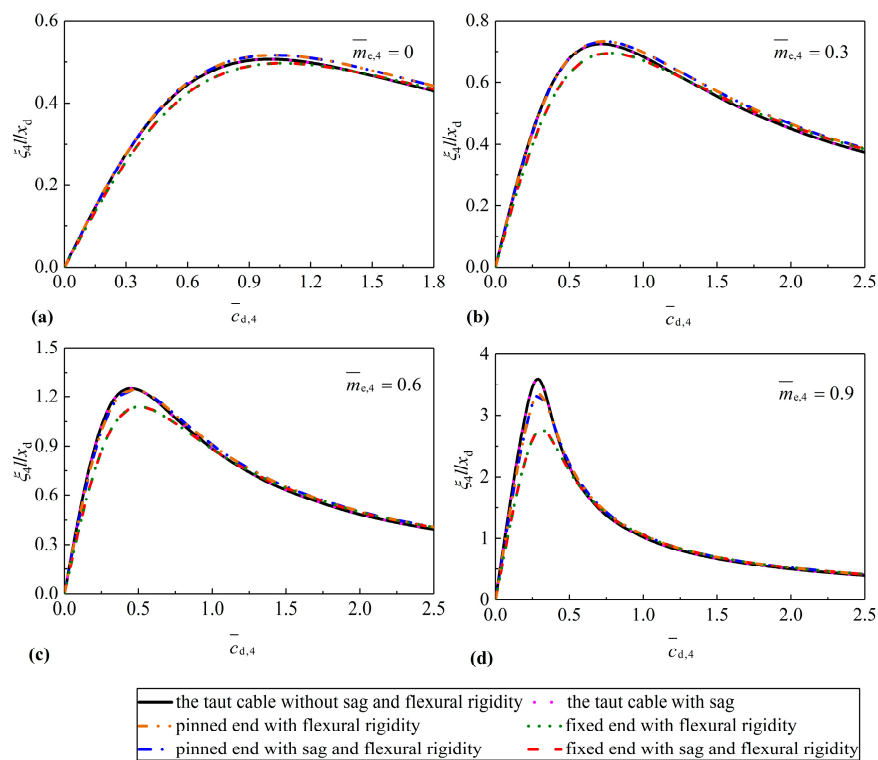 0.6
m̅e,4 = 0
0.4
ξ4l/xd
0.2
0.0
0.0 0.3 0.6 0.9 1.2 1.5 1.8
(a)
c̅d,4
0.8
m̅e,4 = 0.3
0.6
ξ4l/xd
0.4
0.2
0.0
0.0 0.5 1.0 1.5 2.0 2.5
(b)
c̅d,4
1.5
m̅e,4 = 0.6
1.2
0.9
ξ4l/xd
0.6
0.3
0.0
0.0 0.5 1.0 1.5 2.0 2.5
(c)
c̅d,4
4
m̅e,4 = 0.9
3
ξ4l/xd
2
1
0
0.0 0.5 1.0 1.5 2.0 2.5
(d)
c̅d,4
the taut cable without sag and flexural rigidity
the taut cable with sag
pinned end with flexural rigidity
fixed end with flexural rigidity
pinned end with sag and flexural rigidity
fixed end with sag and flexural rigidity